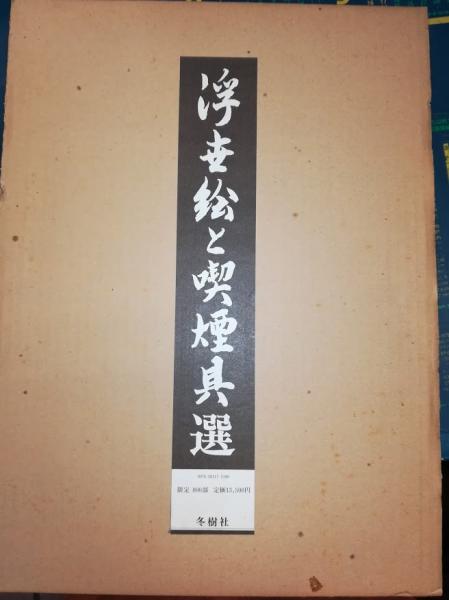 浮世絵と喫煙具選
限定 800部 定価13,500円
冬樹社